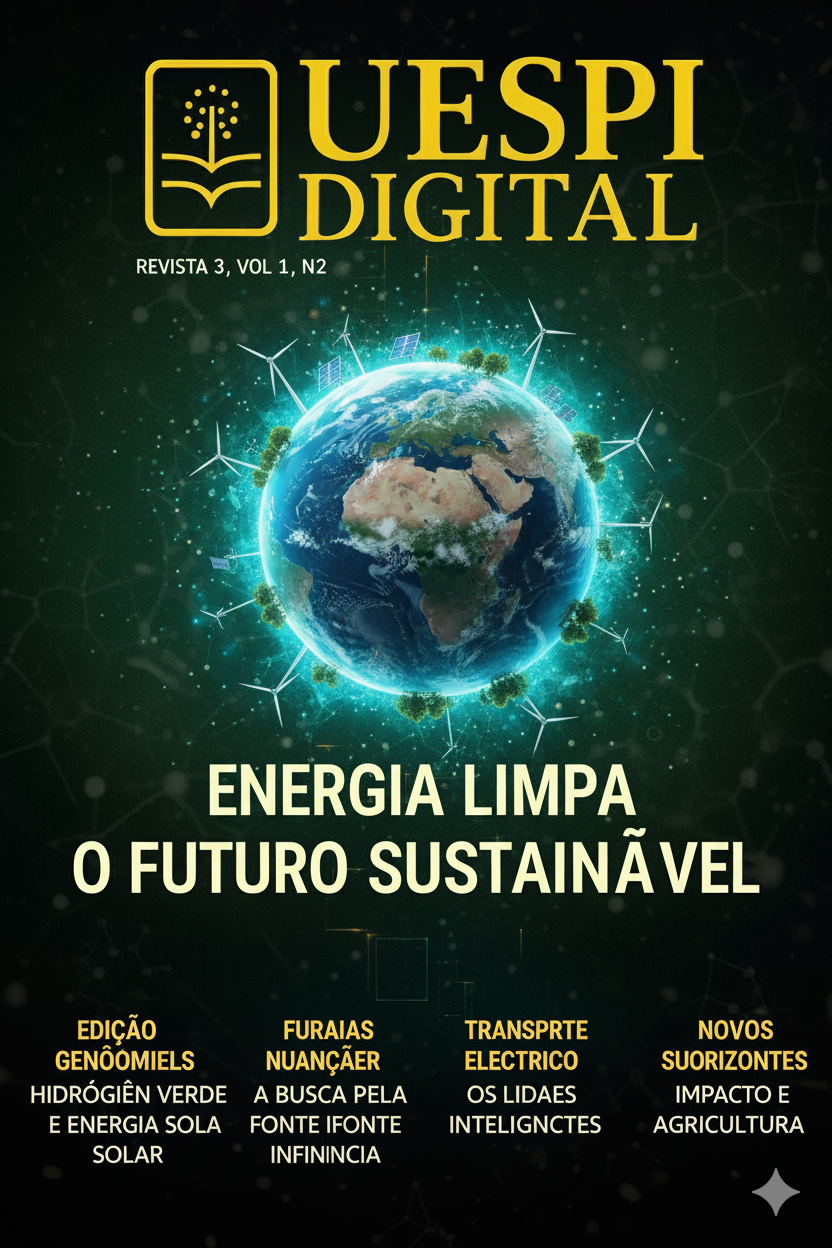 UESPI
DIGITAL
REVISTA 3, VOL 1, N2
ENERGIA LIMPA
O FUTURO SUSTAINÃVEL
EDIÇÃO
GENÔÓMIELS
HIDRÓGIÊN VERDE
E ENERGIA SOLA
SOLAR
FURAIAS
NUANÇÃER
A BUSCA PELA
FONTE IFONTE
INFININCIA
TRANSPRTE
ELECTRICO
OS LIDAES
INTELIGNCTES
NOVOS
SUORIZONTES
IMPACTO E
AGRICULTURA